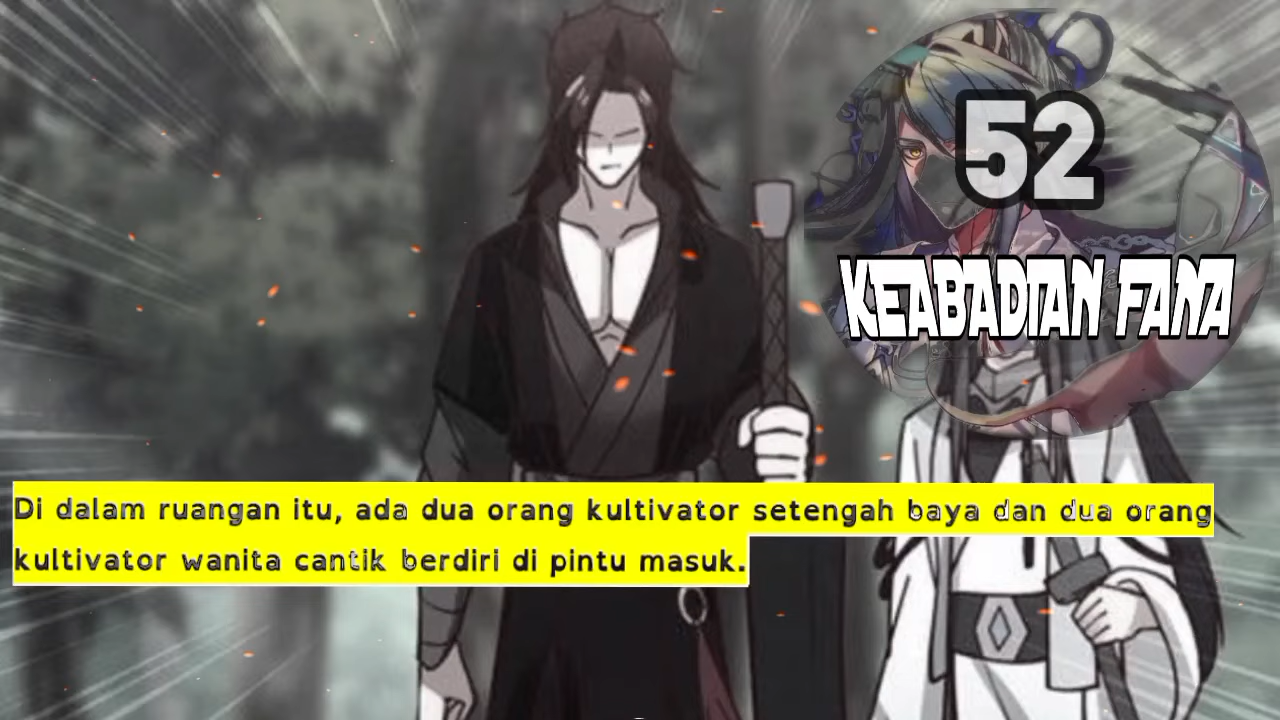 52
KEABADIAN FANA
Di dalam ruangan itu, ada dua orang kultivator setengah baya dan dua orang
kultivator wanita cantik berdiri di pintu masuk.